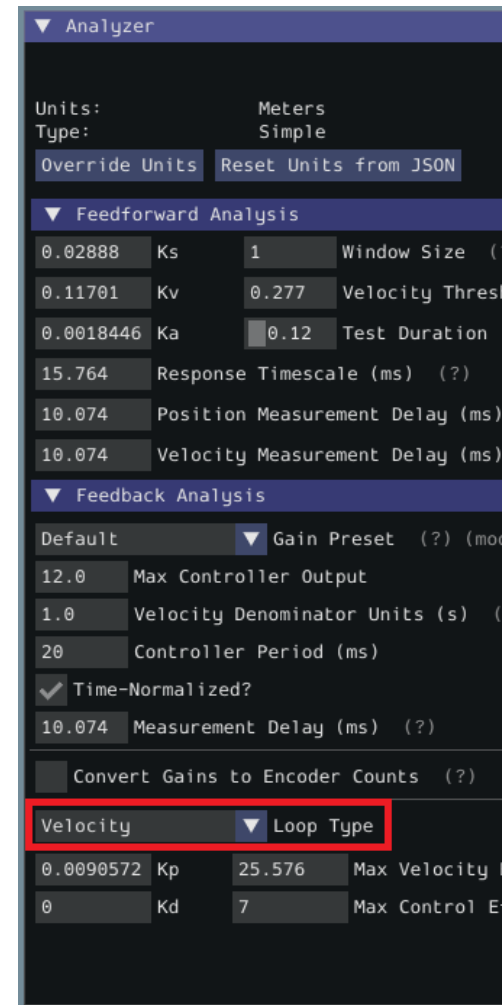 ▼ Analyzer
Units: Meters
Type: Simple
Override Units Reset Units from JSON
▼ Feedforward Analysis
0.02888 Ks 1 Window Size (
0.11701 Kv 0.277 Velocity Thres
0.0018446 Ka 0.12 Test Duration
15.764 Response Timescale (ms) (?)
10.074 Position Measurement Delay (ms)
10.074 Velocity Measurement Delay (ms)
▼ Feedback Analysis
Default ▼ Gain Preset (?) (mo
12.0 Max Controller Output
1.0 Velocity Denominator Units (s) (
20 Controller Period (ms)
Time-Normalized?
10.074 Measurement Delay (ms) (?)
Convert Gains to Encoder Counts (?)
Velocity ▼ Loop Type
0.0090572 Kp 25.576 Max Velocity
0 Kd 7 Max Control E